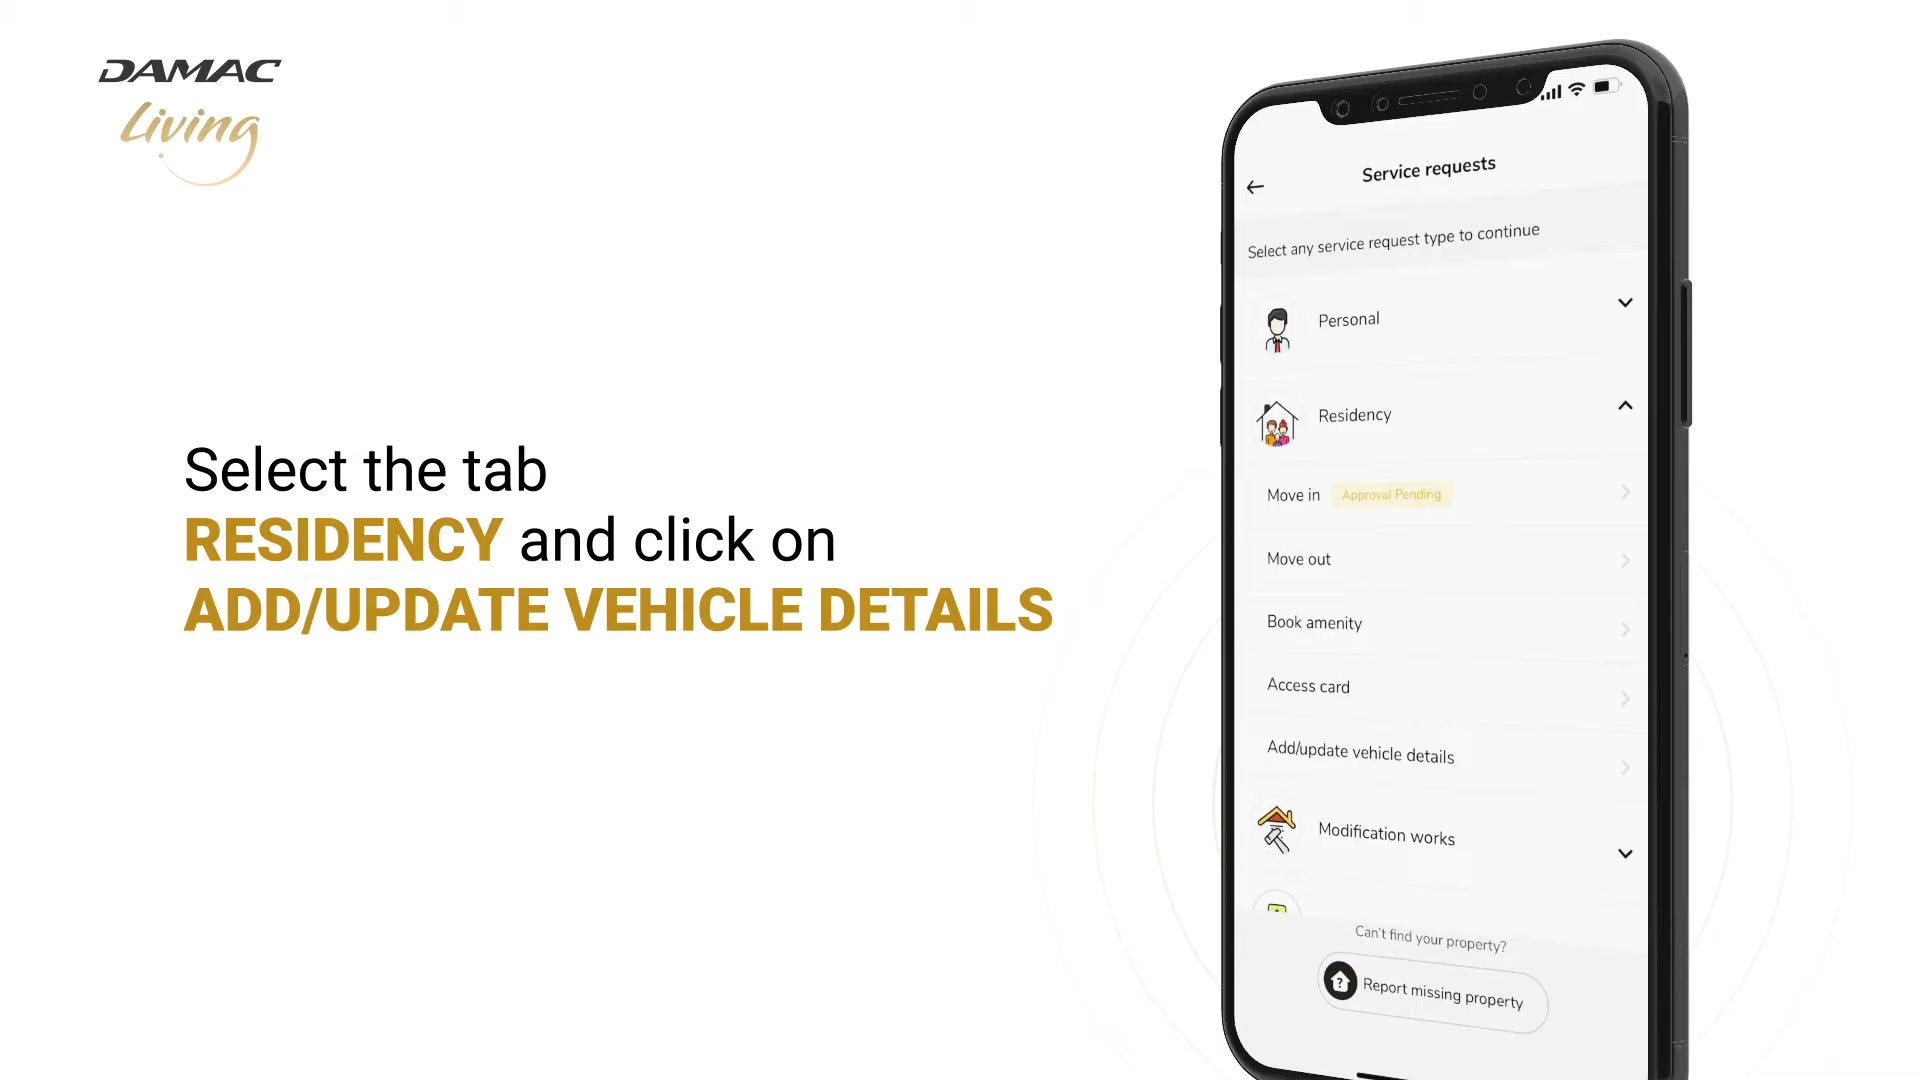 DAMAC
Living
Select the tab
RESIDENCY and click on
ADD/UPDATE VEHICLE DETAILS
Service requests
Select any service request type to continue
Personal
Residency
Move in Approval Pending
Move out
Book amenity
Access card
Add/update vehicle details
Modification works
Can't find your property?
Report missing property